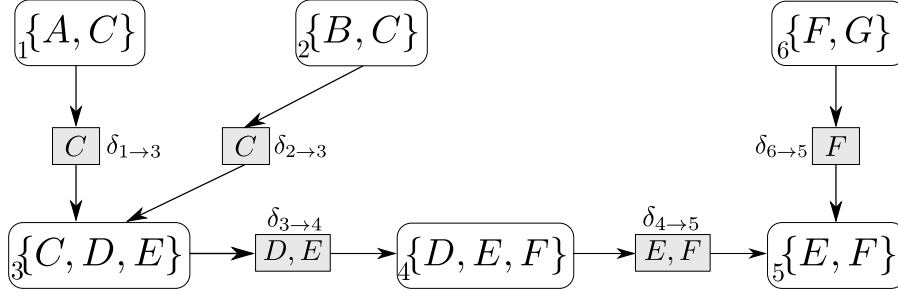 1{A, C}
2{B, C}
6{F, G}
C δ1→3
C δ2→3
δ6→5 F
3{C, D, E}
δ3→4
D, E
4{D, E, F}
δ4→5
E, F
5{E, F}